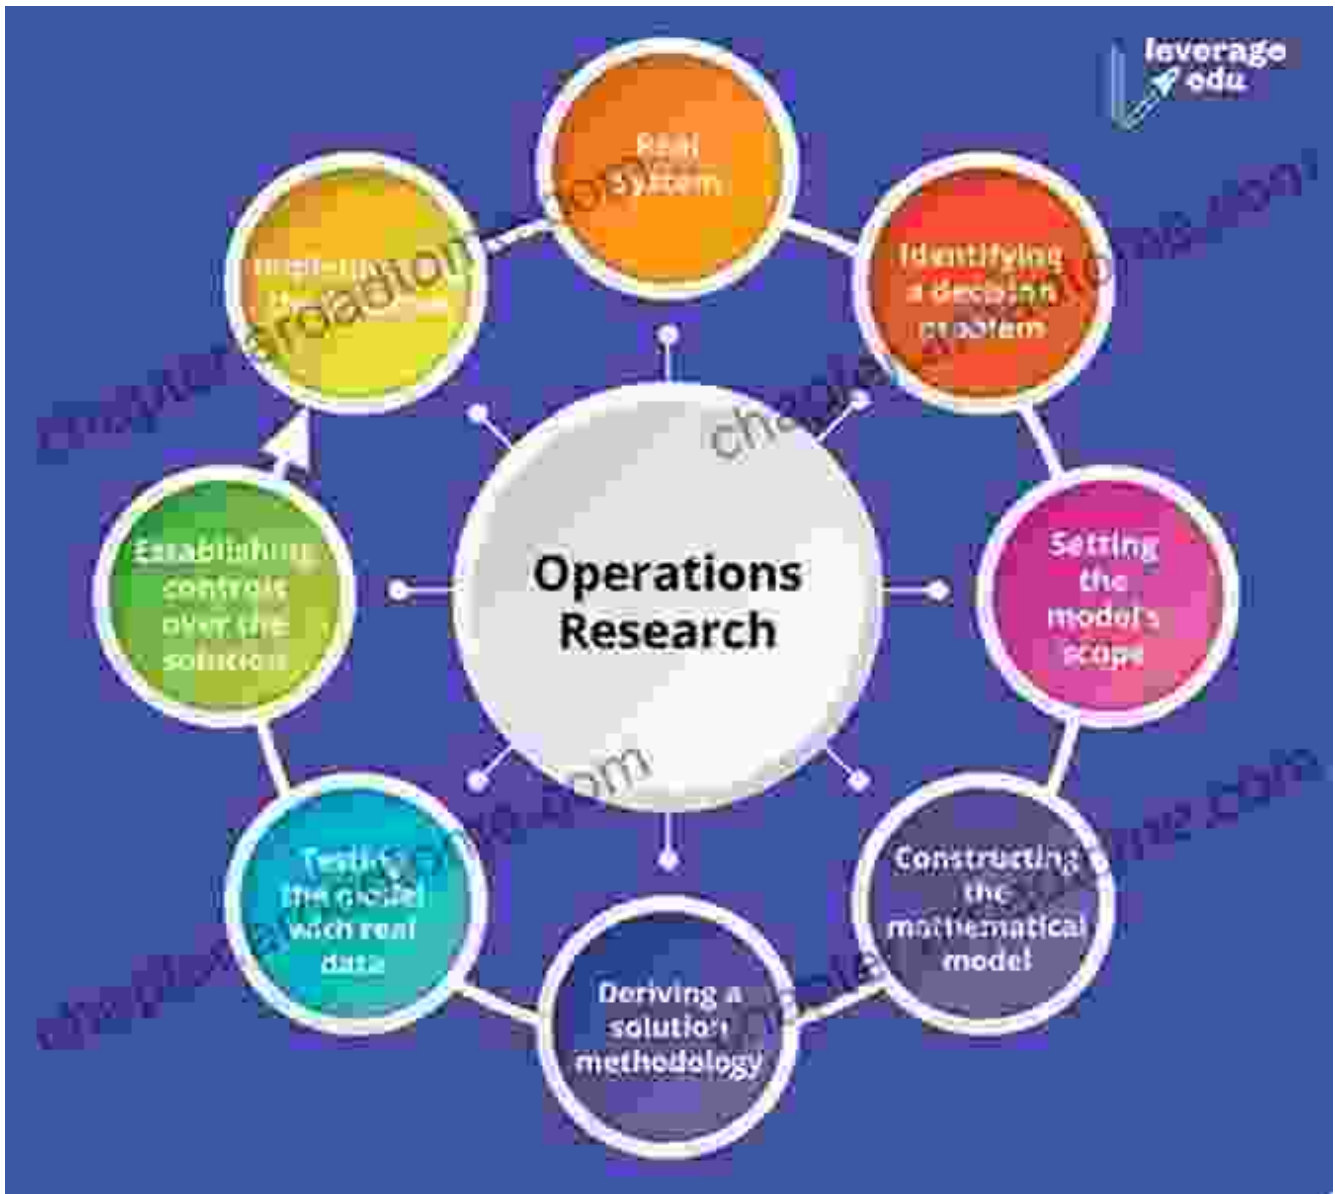 leverage
edu
Real
System
Identifying
a decision
problem
Setting
the
model's
scope
Constructing
the
mathematical
model
Deriving a
solution
methodology
Testing
the model
with real
data
Establishing
controls
over the
solution
Operations
Research